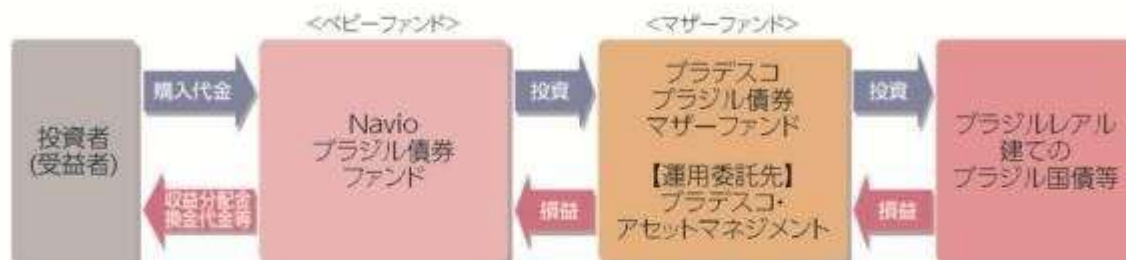 <ベビーファンド>
<マザーファンド>
投資者
(受益者)
購入代金
収益分配金
換金代金等
Navio
ブラジル債券
ファンド
投資
損益
ブラデスコ
ブラジル債券
マザーファンド
【運用委託先】
ブラデスコ・
アセットマネジメント
投資
損益
ブラジルレアル
建ての
ブラジル国債等